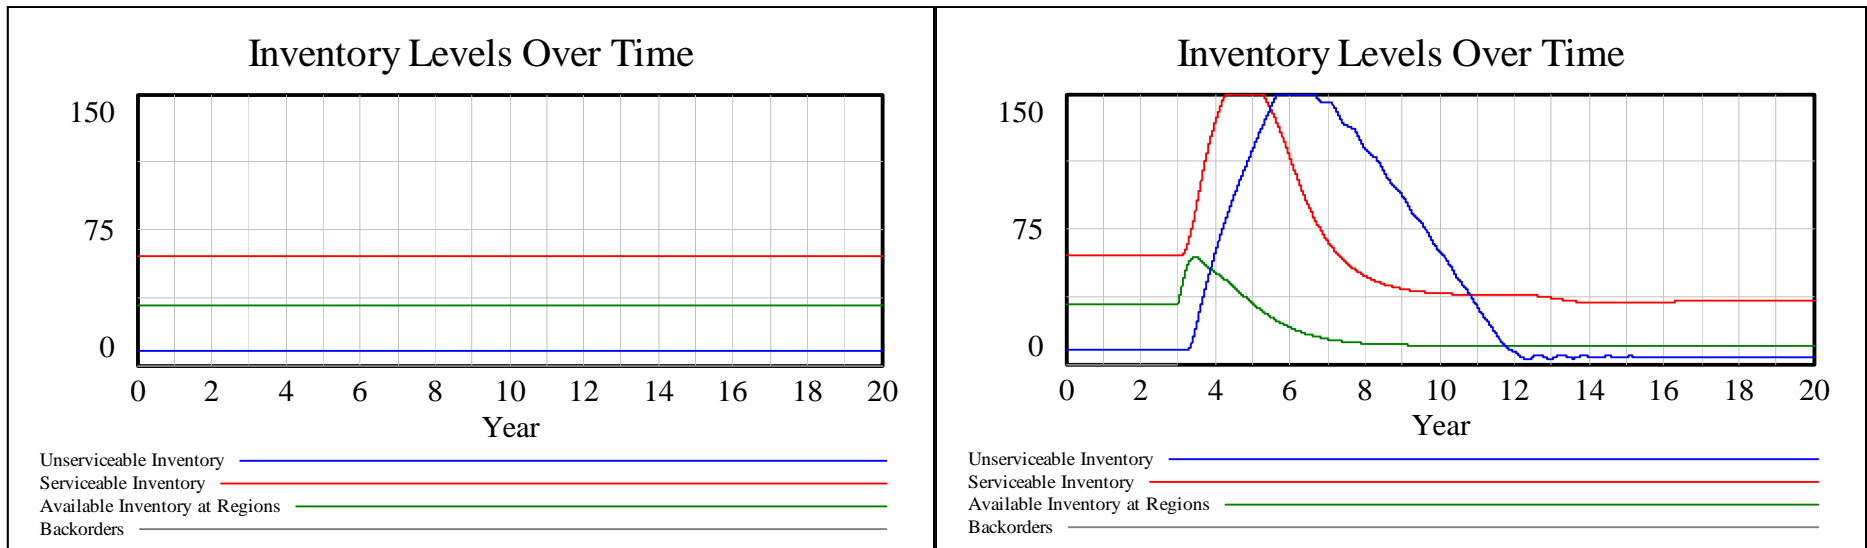 Inventory Levels Over Time
150
75
0
0 2 4 6 8 10 12 14 16 18 20
Year
Unserviceable Inventory
Serviceable Inventory
Available Inventory at Regions
Backorders
Inventory Levels Over Time
150
75
0
0 2 4 6 8 10 12 14 16 18 20
Year
Unserviceable Inventory
Serviceable Inventory
Available Inventory at Regions
Backorders